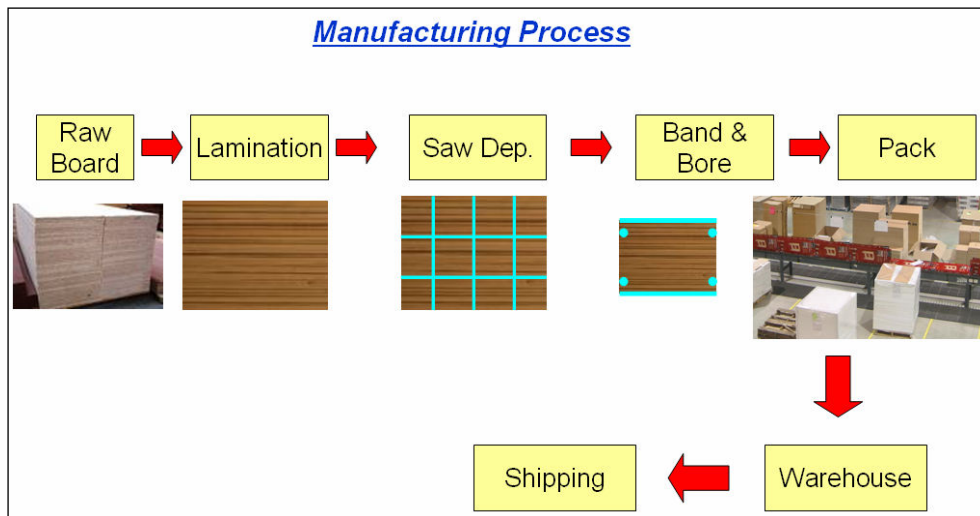 Manufacturing Process
Raw
Board
Lamination
Saw Dep.
Band &
Bore
Pack
Warehouse
Shipping